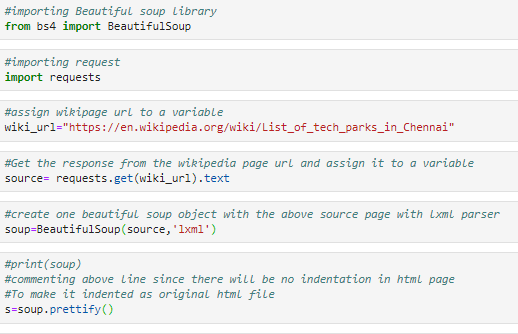 #importing Beautiful soup library
from bs4 import BeautifulSoup
#importing request
import requests
#assign wikipage url to a variable
wiki_url="https://en.wikipedia.org/wiki/List_of_tech_parks_in_Chennai"
#Get the response from the wikipedia page url and assign it to a variable
source= requests.get(wiki_url).text
#create one beautiful soup object with the above source page with lxml parser
soup=BeautifulSoup(source,'lxml')
#print(soup)
#commenting above line since there will be no indentation in html page
#To make it indented as original html file
s=soup.prettify()